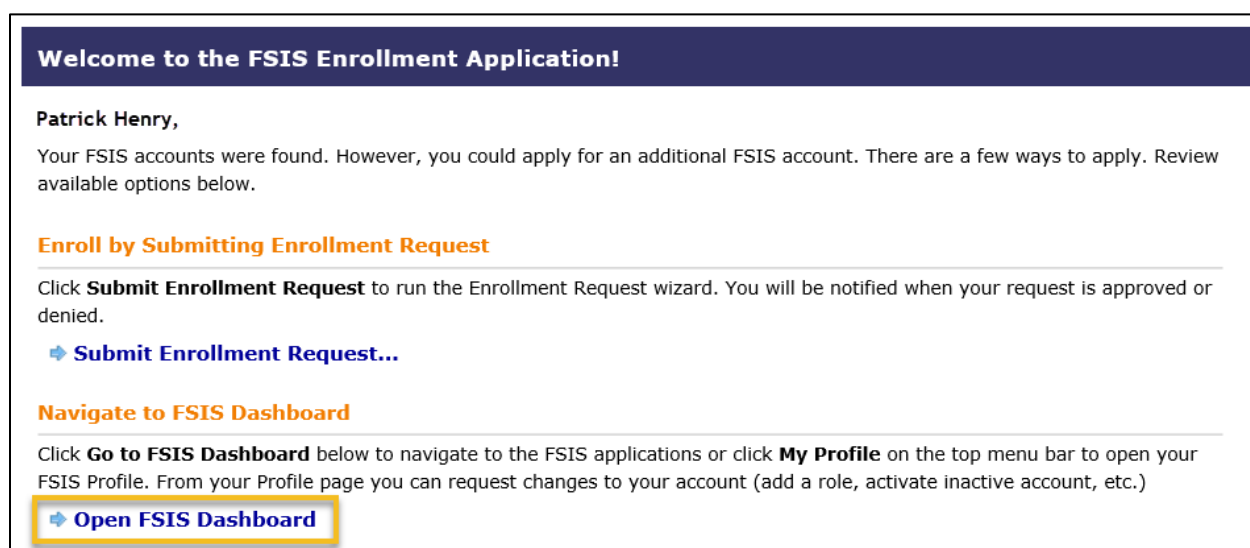 Welcome to the FSIS Enrollment Application!
Patrick Henry,
Your FSIS accounts were found. However, you could apply for an additional FSIS account. There are a few ways to apply. Review
available options below.
Enroll by Submitting Enrollment Request
Click Submit Enrollment Request to run the Enrollment Request wizard. You will be notified when your request is approved or
denied.
Submit Enrollment Request...
Navigate to FSIS Dashboard
Click Go to FSIS Dashboard below to navigate to the FSIS applications or click My Profile on the top menu bar to open your
FSIS Profile. From your Profile page you can request changes to your account (add a role, activate inactive account, etc.)
Open FSIS Dashboard